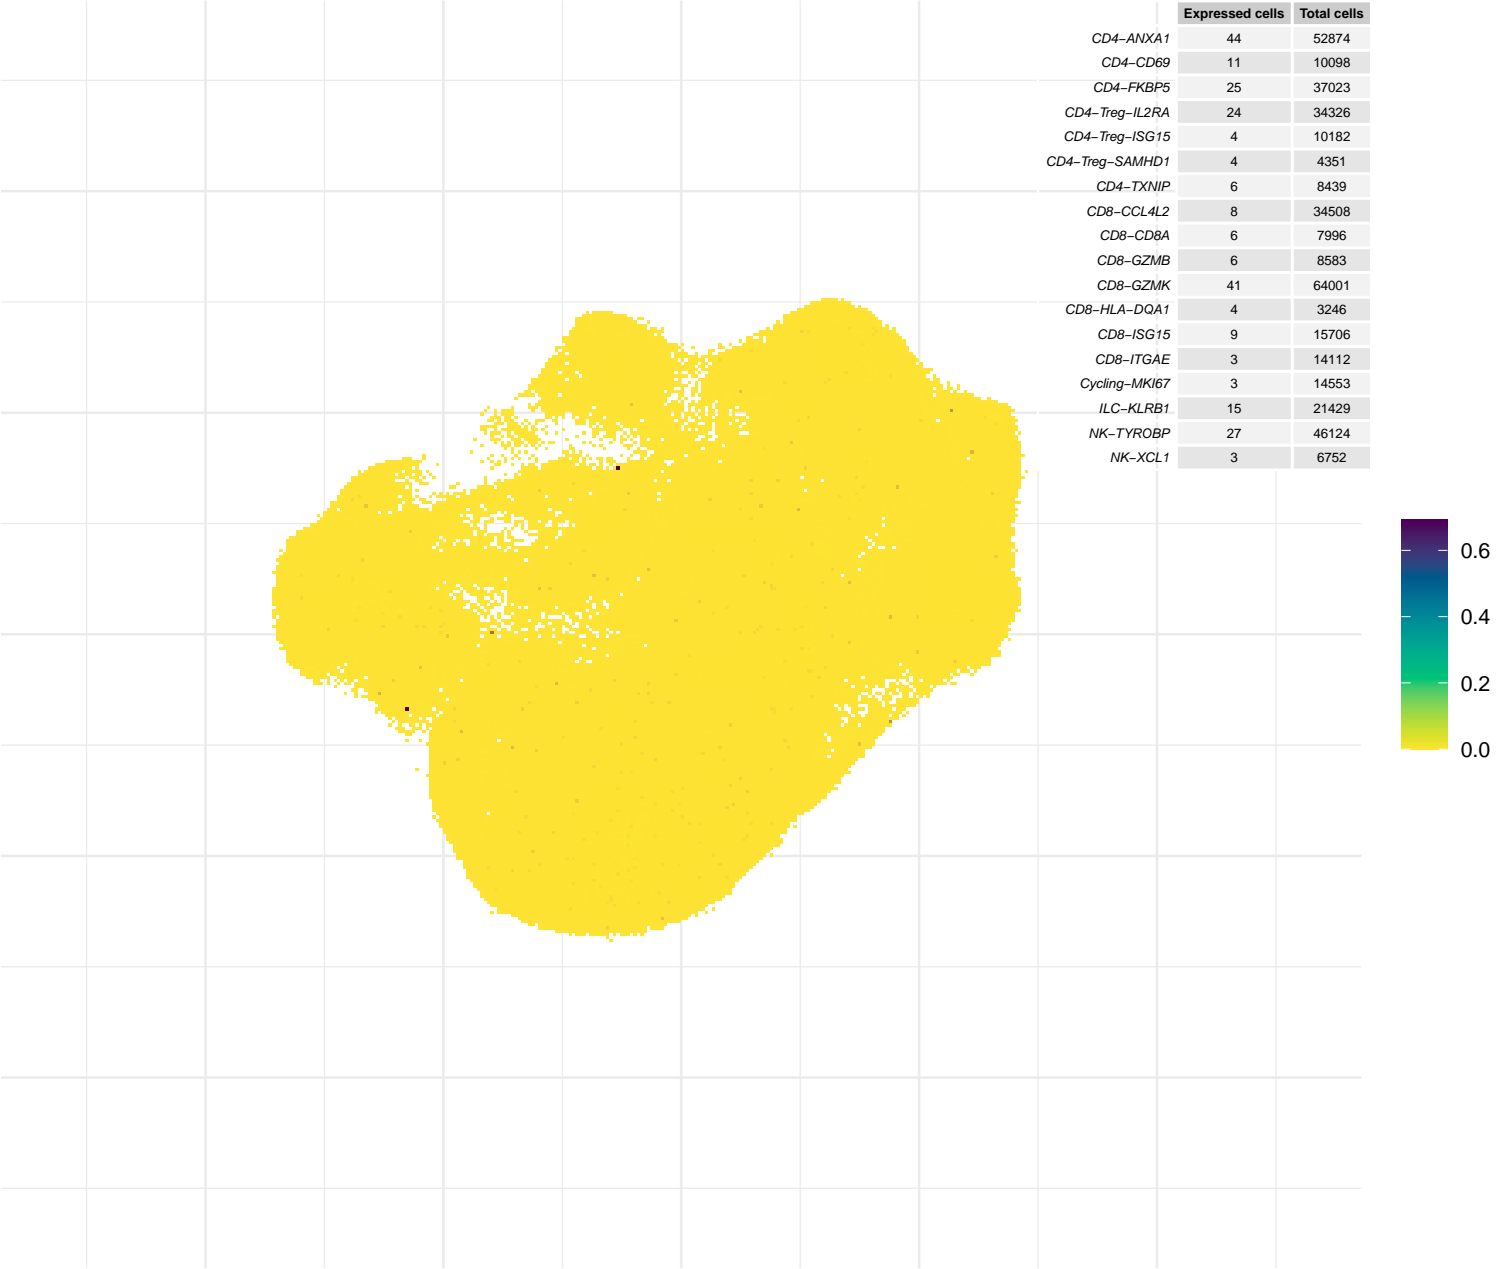 Expressed cells Total cells
CD4−ANXA1 44 52874
CD4−CD69 11 10098
CD4−FKBP5 25 37023
CD4−Treg−IL2RA 24 34326
CD4−Treg−ISG15 4 10182
CD4−Treg−SAMHD1 4 4351
CD4−TXNIP 6 8439
CD8−CCL4L2 8 34508
CD8−CD8A 6 7996
CD8−GZMB 6 8583
CD8−GZMK 41 64001
CD8−HLA−DQA1 4 3246
CD8−ISG15 9 15706
CD8−ITGAE 3 14112
Cycling−MKI67 3 14553
ILC−KLRB1 15 21429
NK−TYROBP 27 46124
NK−XCL1 3 6752
0.6
0.4
0.2
0.0